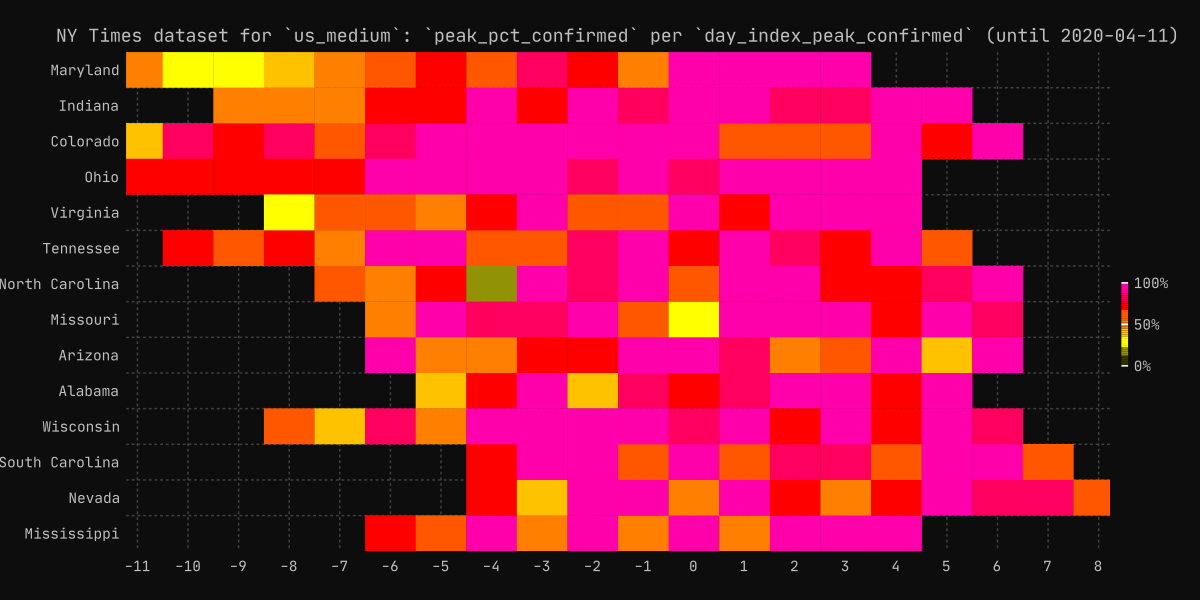 NY Times dataset for `us_medium`: `peak_pct_confirmed` per `day_index_peak_confirmed` (until 2020-04-11)
Maryland
Indiana
Colorado
Ohio
Virginia
Tennessee
North Carolina
Missouri
Arizona
Alabama
Wisconsin
South Carolina
Nevada
Mississippi
100%
50%
0%
-11 -10 -9 -8 -7 -6 -5 -4 -3 -2 -1 0 1 2 3 4 5 6 7 8